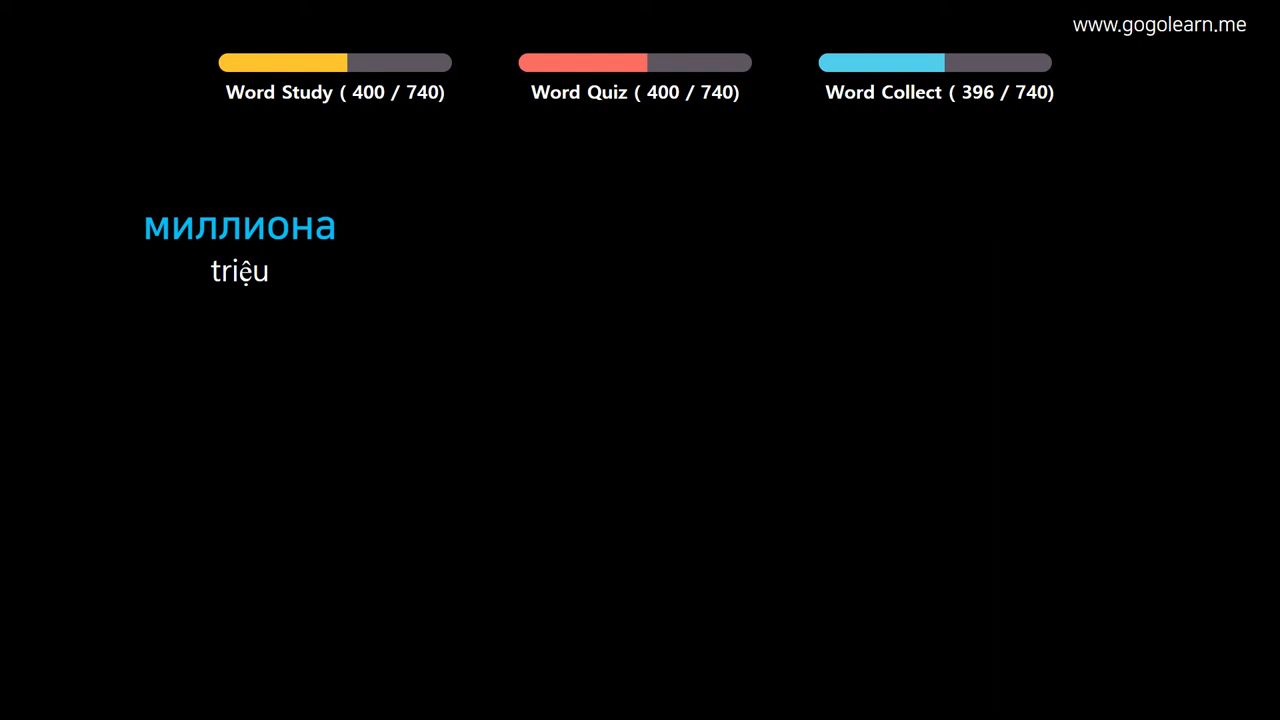 www.gogolearn.me
Word Study ( 400 / 740)
Word Quiz ( 400 / 740)
Word Collect ( 396 / 740)
миллиона
triệu